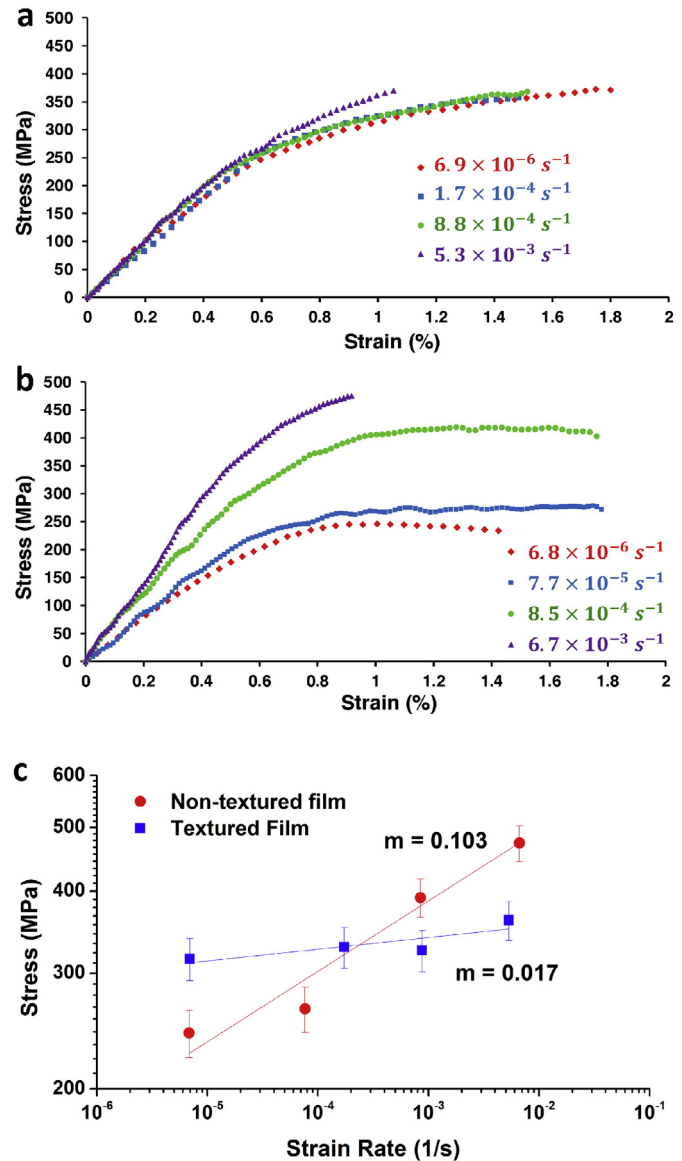 a
500
450
400
350
300
250
200
150
100
50
0
Stress (MPa)
6.9 × 10⁻⁶ s⁻¹
1.7 × 10⁻⁴ s⁻¹
8.8 × 10⁻⁴ s⁻¹
5.3 × 10⁻³ s⁻¹
0 0.2 0.4 0.6 0.8 1 1.2 1.4 1.6 1.8 2
Strain (%)
b
500
450
400
350
300
250
200
150
100
50
0
Stress (MPa)
6.8 × 10⁻⁶ s⁻¹
7.7 × 10⁻⁵ s⁻¹
8.5 × 10⁻⁴ s⁻¹
6.7 × 10⁻³ s⁻¹
0 0.2 0.4 0.6 0.8 1 1.2 1.4 1.6 1.8 2
Strain (%)
c
600
500
400
300
200
Stress (MPa)
Non-textured film
Textured Film
m = 0.103
m = 0.017
10⁻⁶ 10⁻⁵ 10⁻⁴ 10⁻³ 10⁻² 10⁻¹
Strain Rate (1/s)